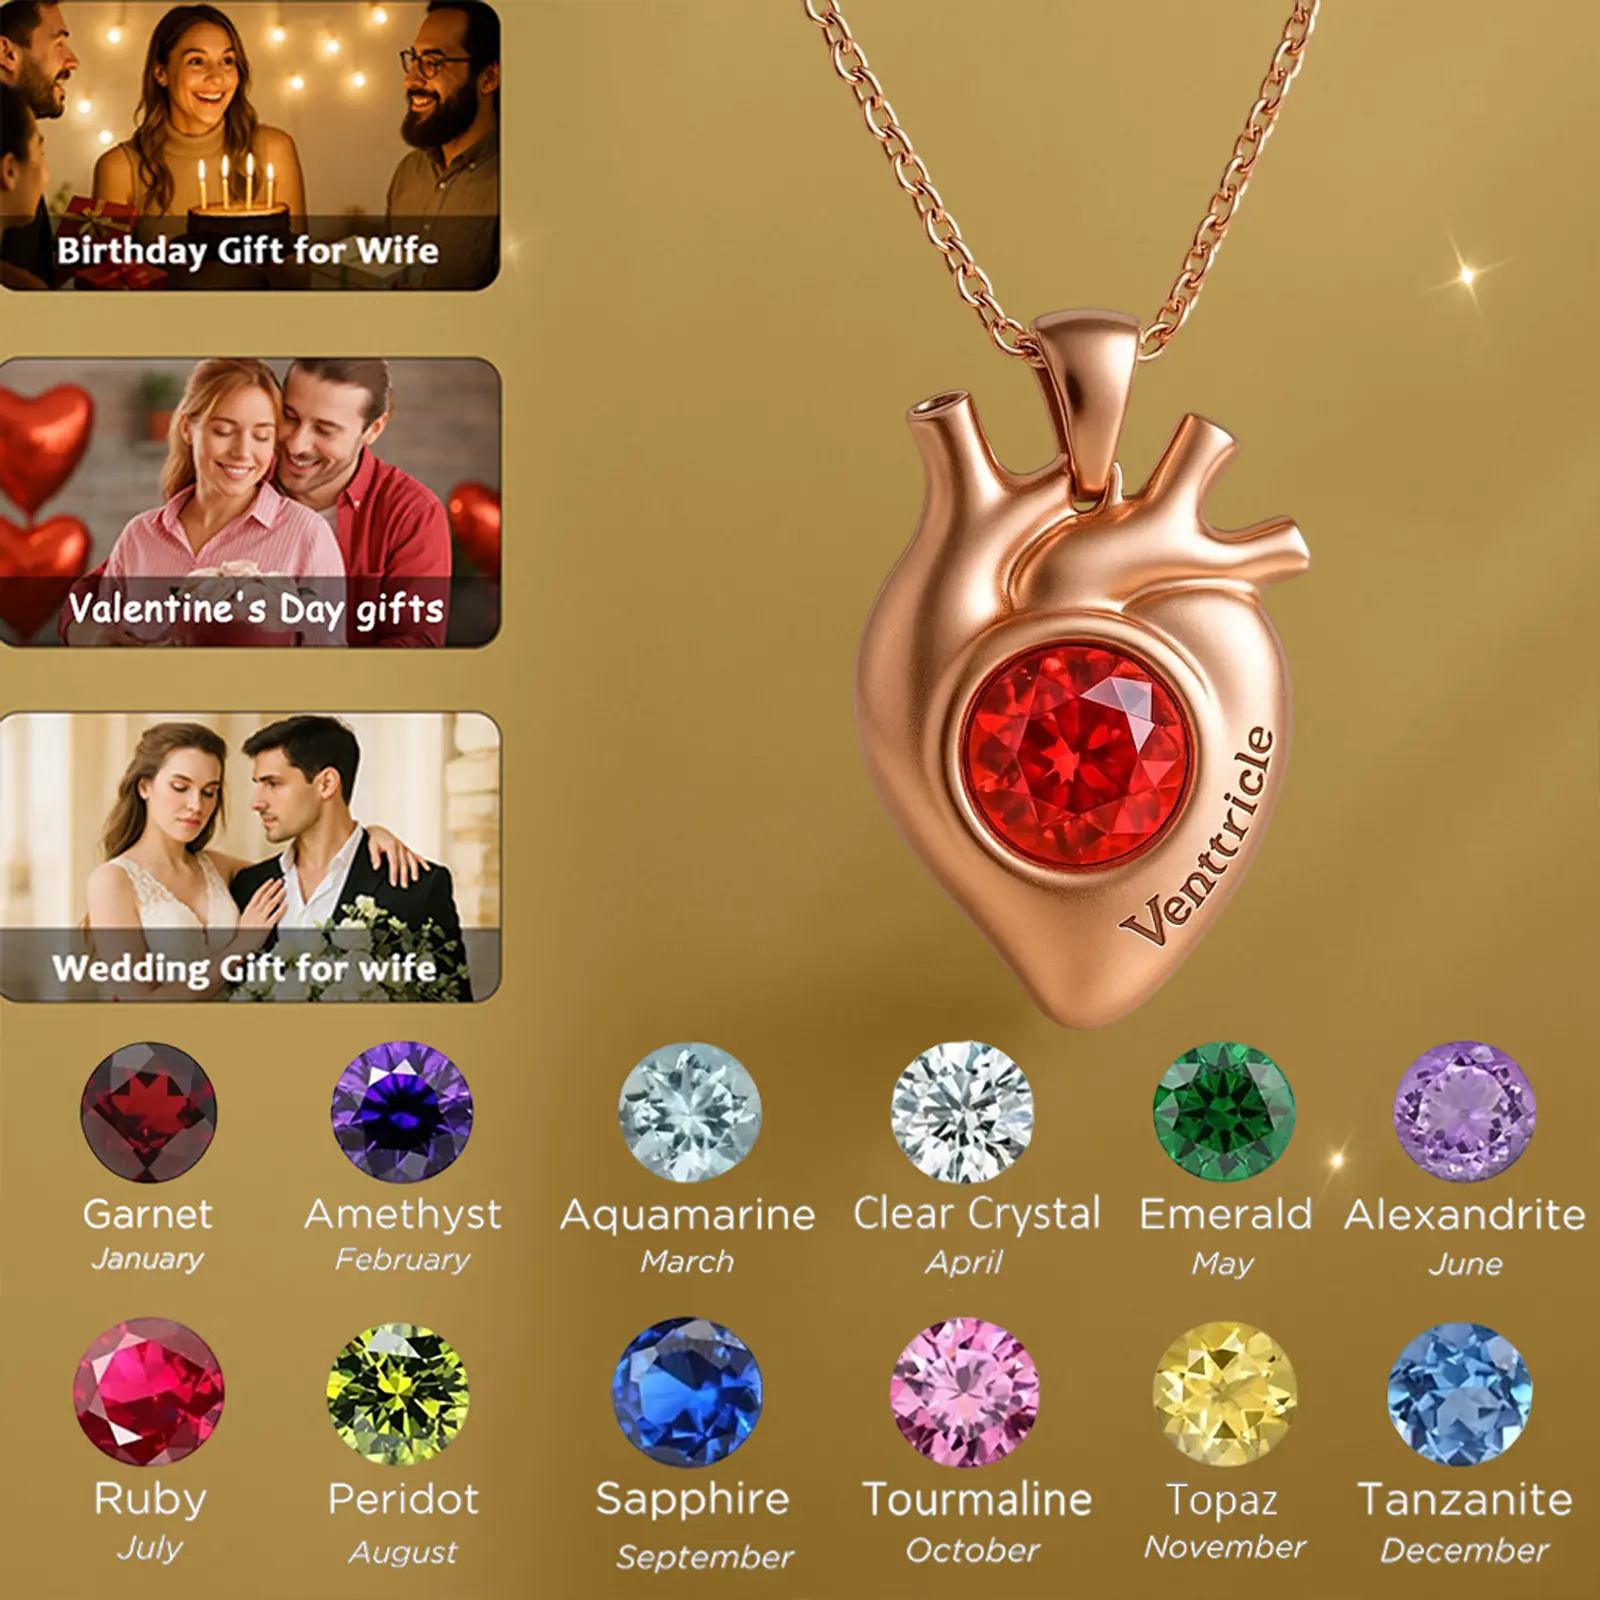 Birthday Gift for Wife
Valentine's Day gifts
Wedding Gift for wife
Venttricle
Garnet
January
Amethyst
February
Aquamarine
March
Clear Crystal
April
Emerald
May
Alexandrite
June
Ruby
July
Peridot
August
Sapphire
September
Tourmaline
October
Topaz
November
Tanzanite
December